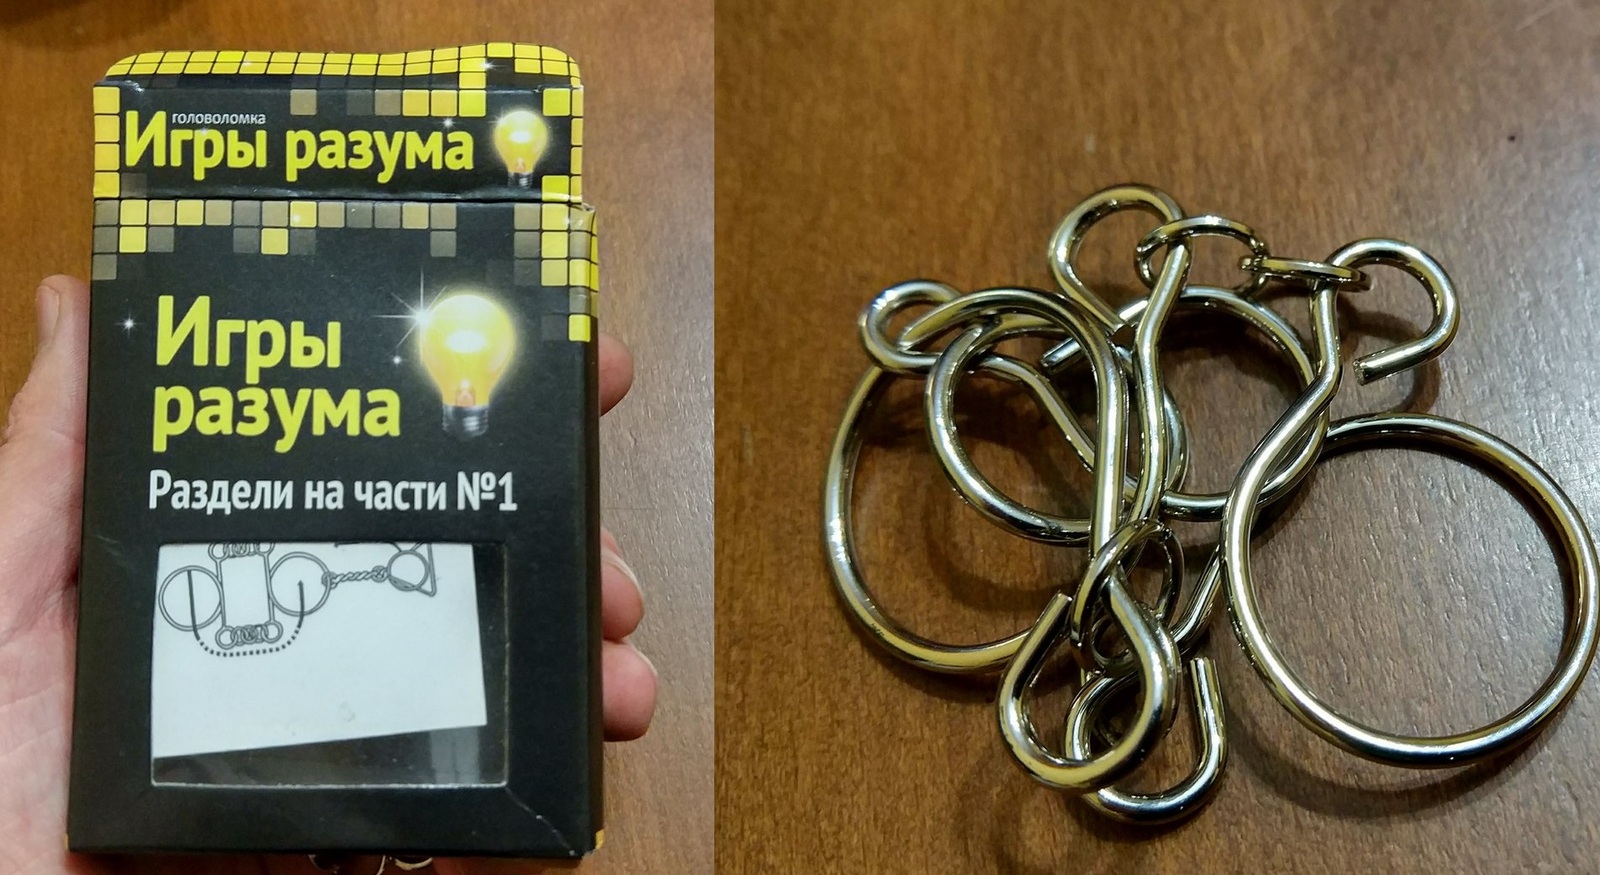 головоломка
Игры разума
Игры
разума
Раздели на части №1